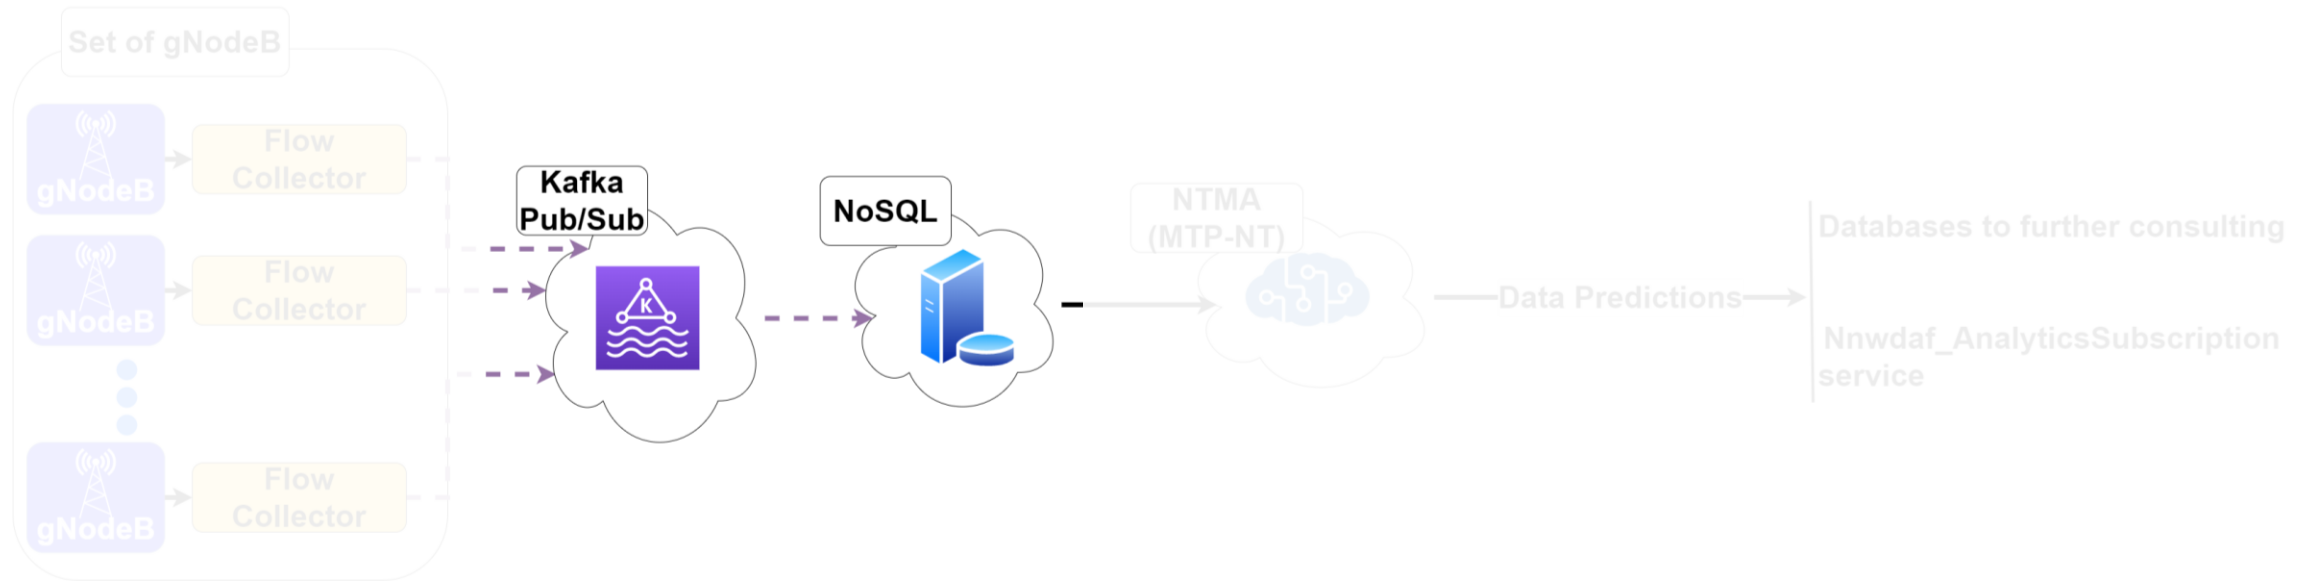 Set of gNodeB
gNodeB
Flow
Collector
gNodeB
Flow
Collector
gNodeB
Flow
Collector
Kafka
Pub/Sub
K
NoSQL
NTMA
(MTP-NT)
Data Predictions
Databases to further consulting
Nnwdaf_AnalyticsSubscription
service